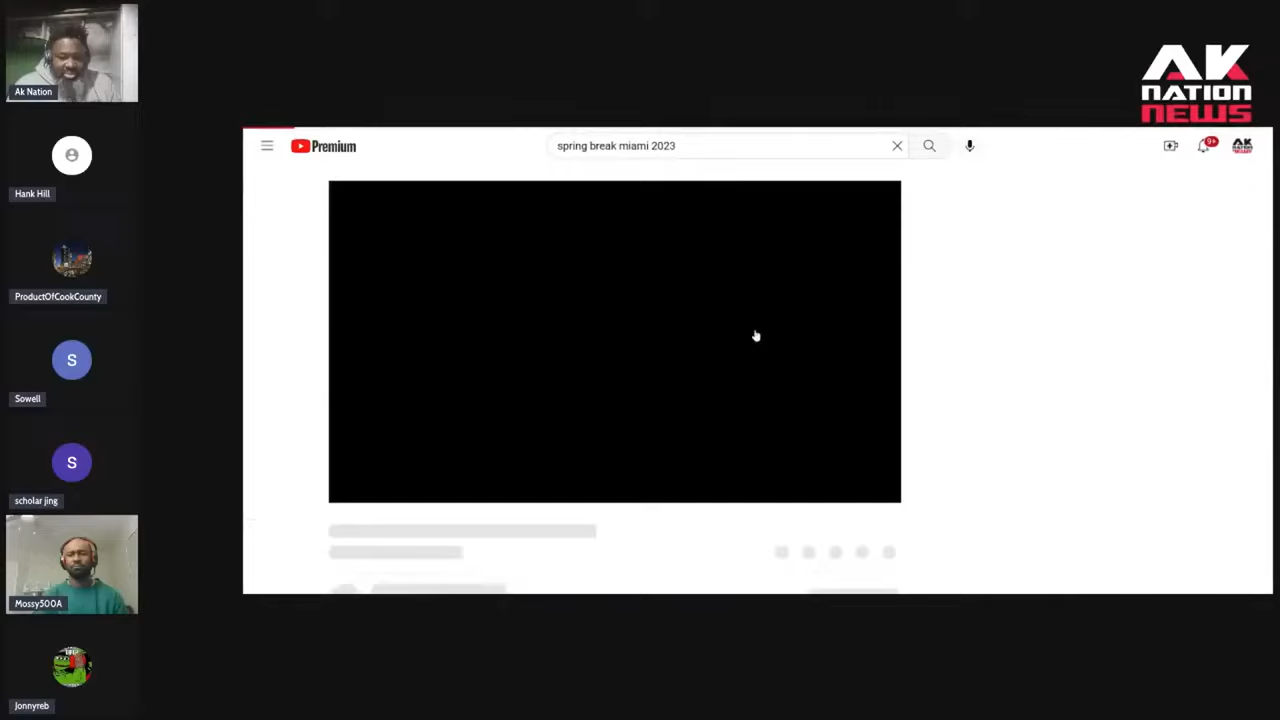 Ak Nation
Hank Hill
ProductOfCookCounty
S
Sowell
S
scholar jing
Mossy500A
Jonnyreb
AK
NATION
NEWS
Premium
spring break miami 2023
9+